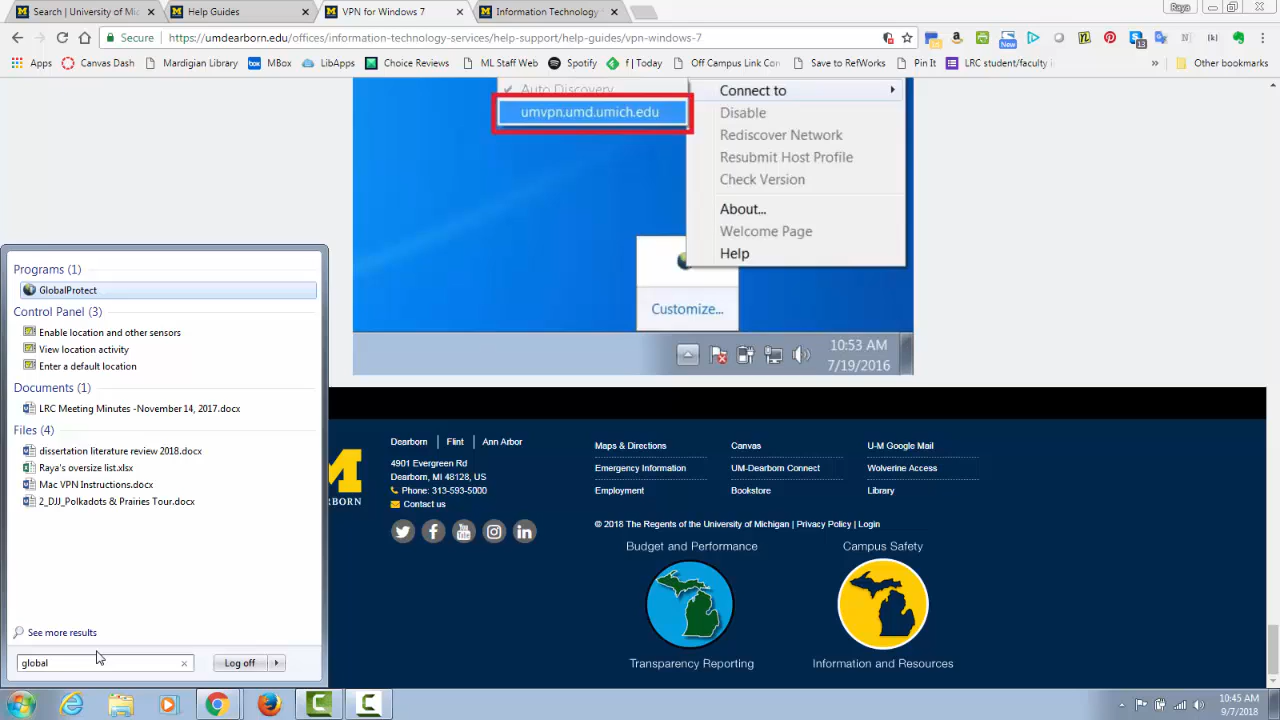 Search | University of Mi
Help Guides
VPN for Windows 7
Information Technology
Raya
Secure
https://umdearborn.edu/offices/information-technology-services/help-support/help-guides/vpn-windows-7
New
13
Apps
Canvas Dash
Mardigian Library
MBox
LibApps
Choice Reviews
ML Staff Web
Spotify
f | Today
Off Campus Link Con
Save to RefWorks
Pin It
LRC student/faculty
Other bookmarks
Auto Discovery
umvpn.umd.umich.edu
Connect to
Disable
Rediscover Network
Resubmit Host Profile
Check Version
About...
Welcome Page
Help
Customize...
10:53 AM
7/19/2016
Programs (1)
GlobalProtect
Control Panel (3)
Enable location and other sensors
View location activity
Enter a default location
Documents (1)
LRC Meeting Minutes -November 14, 2017.docx
Files (4)
dissertation literature review 2018.docx
Raya's oversize list.xlsx
Mac VPN Instructions.docx
2_DJJ_Polkadots & Prairies Tour.docx
See more results
global
Log off
M
RBORN
Dearborn
Flint
Ann Arbor
4901 Evergreen Rd
Dearborn, MI 48128, US
Phone: 313-593-5000
Contact us
Maps & Directions
Canvas
U-M Google Mail
Emergency Information
UM-Dearborn Connect
Wolverine Access
Employment
Bookstore
Library
© 2018 The Regents of the University of Michigan | Privacy Policy | Login
Budget and Performance
Campus Safety
Transparency Reporting
Information and Resources
10:45 AM
9/7/2018